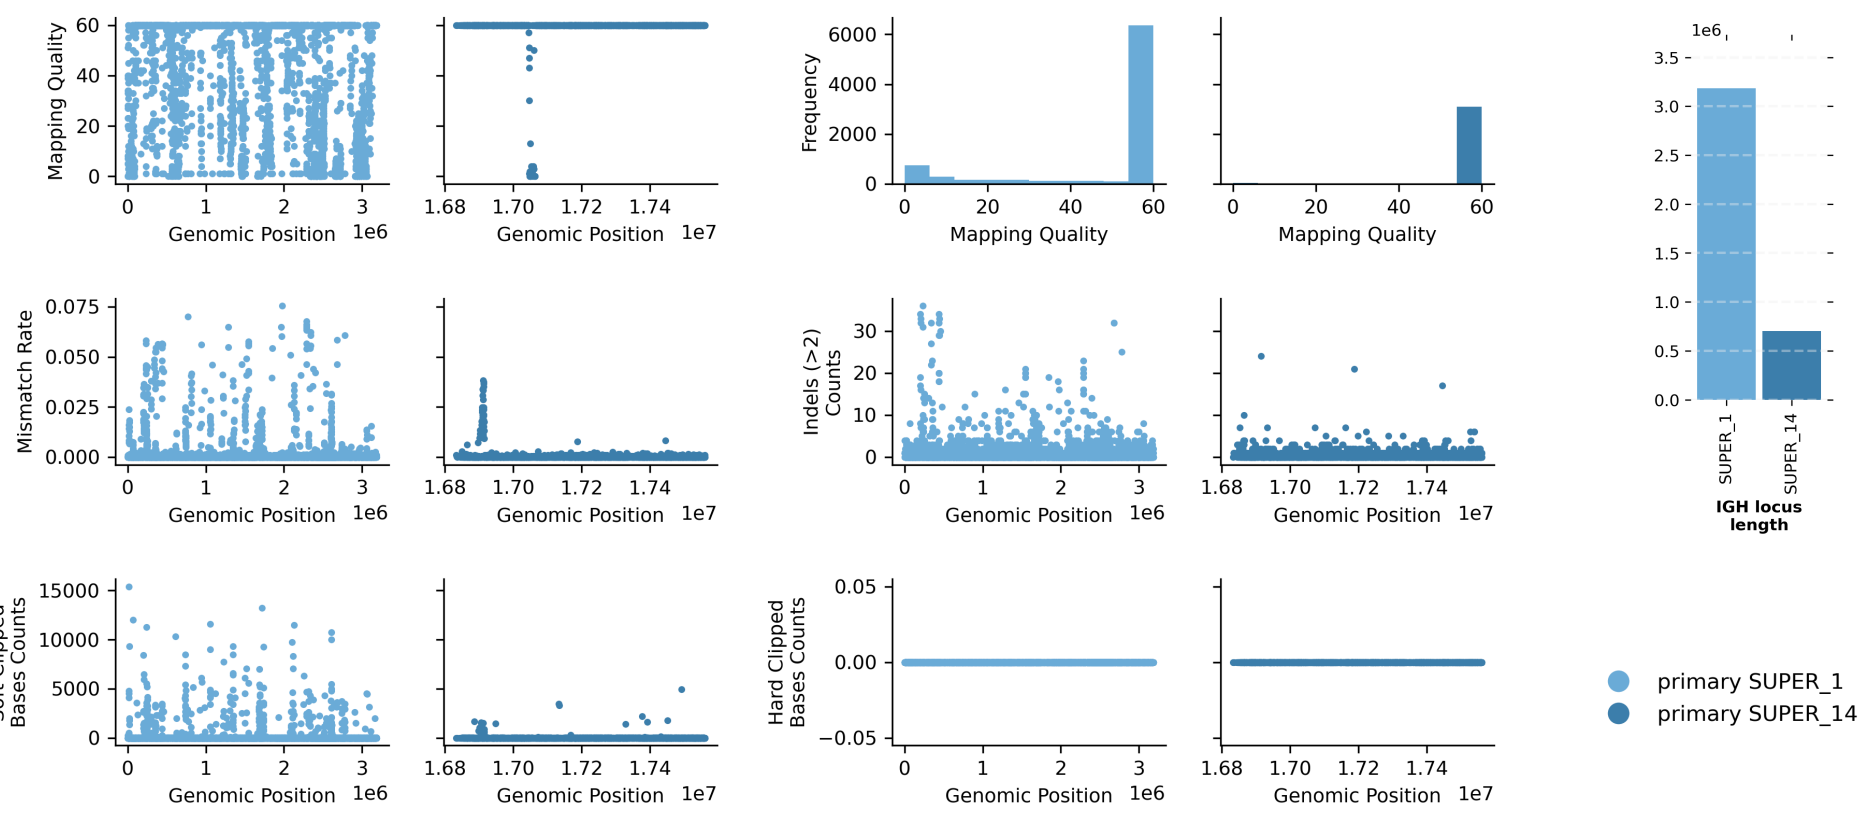 60
40
20
0
Mapping Quality
0 1 2 3
Genomic Position 1e6
1.68 1.70 1.72 1.74
Genomic Position 1e7
6000
4000
2000
0
Frequency
0 20 40 60
Mapping Quality
0 20 40 60
Mapping Quality
1e6
3.5
3.0
2.5
2.0
1.5
1.0
0.5
0.0
SUPER_1
SUPER_14
IGH locus
length
0.075
0.050
0.025
0.000
Mismatch Rate
0 1 2 3
Genomic Position 1e6
1.68 1.70 1.72 1.74
Genomic Position 1e7
30
20
10
0
Indels (>2)
Counts
0 1 2 3
Genomic Position 1e6
1.68 1.70 1.72 1.74
Genomic Position 1e7
15000
10000
5000
0
Bases Counts
0 1 2 3
Genomic Position 1e6
1.68 1.70 1.72 1.74
Genomic Position 1e7
0.05
0.00
−0.05
Hard Clipped
Bases Counts
0 1 2 3
Genomic Position 1e6
1.68 1.70 1.72 1.74
Genomic Position 1e7
primary SUPER_1
primary SUPER_14